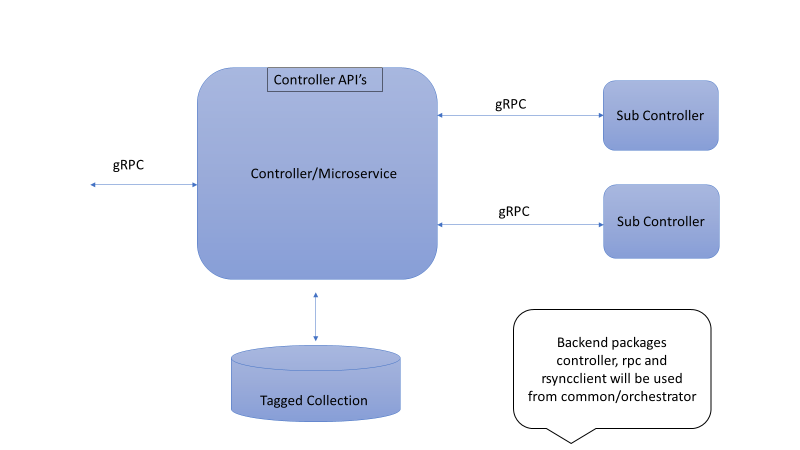 Controller API's
gRPC
Sub Controller
gRPC
Controller/Microservice
gRPC
Sub Controller
Tagged Collection
Backend packages
controller, rpc and
rsyncclient will be used
from common/orchestrator